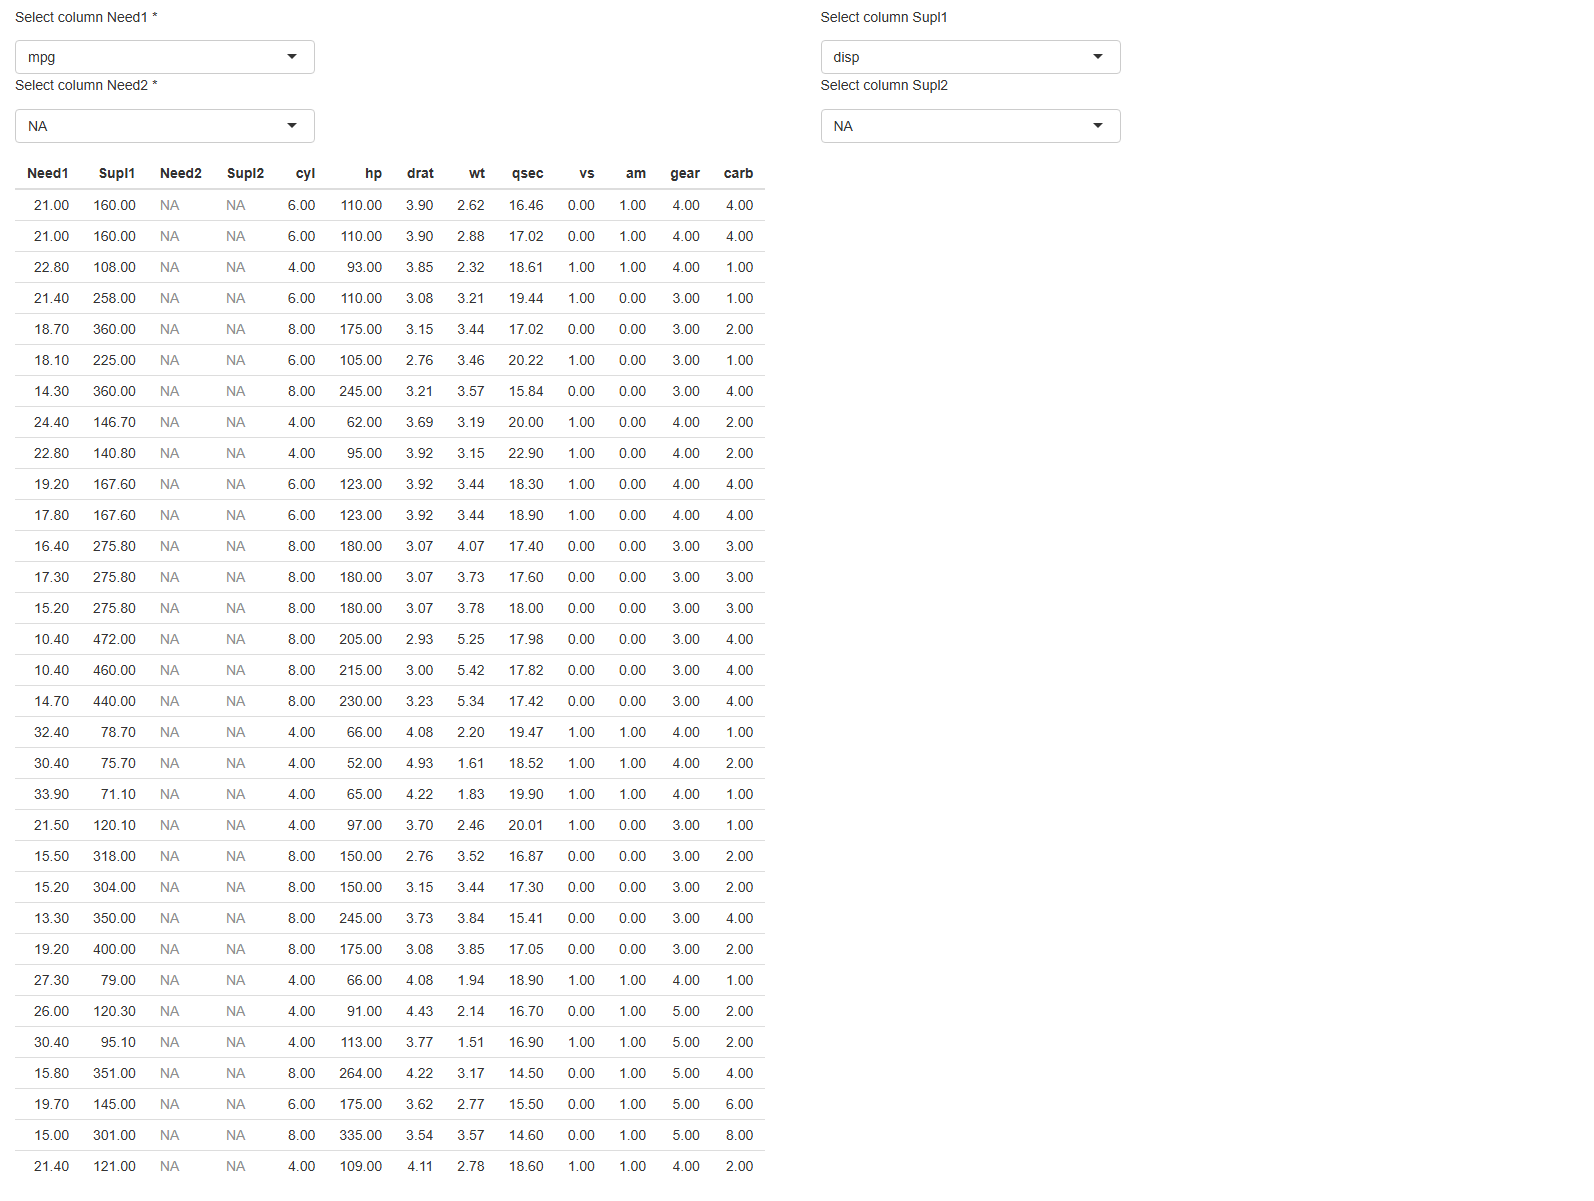 Select column Need1 * Select column Supl1
mpg disp
Select column Need2 * Select column Supl2
NA NA
Need1 Supl1 Need2 Supl2 cyl hp drat wt qsec vs am gear carb
21.00 160.00 NA NA 6.00 110.00 3.90 2.62 16.46 0.00 1.00 4.00 4.00
21.00 160.00 NA NA 6.00 110.00 3.90 2.88 17.02 0.00 1.00 4.00 4.00
22.80 108.00 NA NA 4.00 93.00 3.85 2.32 18.61 1.00 1.00 4.00 1.00
21.40 258.00 NA NA 6.00 110.00 3.08 3.21 19.44 1.00 0.00 3.00 1.00
18.70 360.00 NA NA 8.00 175.00 3.15 3.44 17.02 0.00 0.00 3.00 2.00
18.10 225.00 NA NA 6.00 105.00 2.76 3.46 20.22 1.00 0.00 3.00 1.00
14.30 360.00 NA NA 8.00 245.00 3.21 3.57 15.84 0.00 0.00 3.00 4.00
24.40 146.70 NA NA 4.00 62.00 3.69 3.19 20.00 1.00 0.00 4.00 2.00
22.80 140.80 NA NA 4.00 95.00 3.92 3.15 22.90 1.00 0.00 4.00 2.00
19.20 167.60 NA NA 6.00 123.00 3.92 3.44 18.30 1.00 0.00 4.00 4.00
17.80 167.60 NA NA 6.00 123.00 3.92 3.44 18.90 1.00 0.00 4.00 4.00
16.40 275.80 NA NA 8.00 180.00 3.07 4.07 17.40 0.00 0.00 3.00 3.00
17.30 275.80 NA NA 8.00 180.00 3.07 3.73 17.60 0.00 0.00 3.00 3.00
15.20 275.80 NA NA 8.00 180.00 3.07 3.78 18.00 0.00 0.00 3.00 3.00
10.40 472.00 NA NA 8.00 205.00 2.93 5.25 17.98 0.00 0.00 3.00 4.00
10.40 460.00 NA NA 8.00 215.00 3.00 5.42 17.82 0.00 0.00 3.00 4.00
14.70 440.00 NA NA 8.00 230.00 3.23 5.34 17.42 0.00 0.00 3.00 4.00
32.40 78.70 NA NA 4.00 66.00 4.08 2.20 19.47 1.00 1.00 4.00 1.00
30.40 75.70 NA NA 4.00 52.00 4.93 1.61 18.52 1.00 1.00 4.00 2.00
33.90 71.10 NA NA 4.00 65.00 4.22 1.83 19.90 1.00 1.00 4.00 1.00
21.50 120.10 NA NA 4.00 97.00 3.70 2.46 20.01 1.00 0.00 3.00 1.00
15.50 318.00 NA NA 8.00 150.00 2.76 3.52 16.87 0.00 0.00 3.00 2.00
15.20 304.00 NA NA 8.00 150.00 3.15 3.44 17.30 0.00 0.00 3.00 2.00
13.30 350.00 NA NA 8.00 245.00 3.73 3.84 15.41 0.00 0.00 3.00 4.00
19.20 400.00 NA NA 8.00 175.00 3.08 3.85 17.05 0.00 0.00 3.00 2.00
27.30 79.00 NA NA 4.00 66.00 4.08 1.94 18.90 1.00 1.00 4.00 1.00
26.00 120.30 NA NA 4.00 91.00 4.43 2.14 16.70 0.00 1.00 5.00 2.00
30.40 95.10 NA NA 4.00 113.00 3.77 1.51 16.90 1.00 1.00 5.00 2.00
15.80 351.00 NA NA 8.00 264.00 4.22 3.17 14.50 0.00 1.00 5.00 4.00
19.70 145.00 NA NA 6.00 175.00 3.62 2.77 15.50 0.00 1.00 5.00 6.00
15.00 301.00 NA NA 8.00 335.00 3.54 3.57 14.60 0.00 1.00 5.00 8.00
21.40 121.00 NA NA 4.00 109.00 4.11 2.78 18.60 1.00 1.00 4.00 2.00